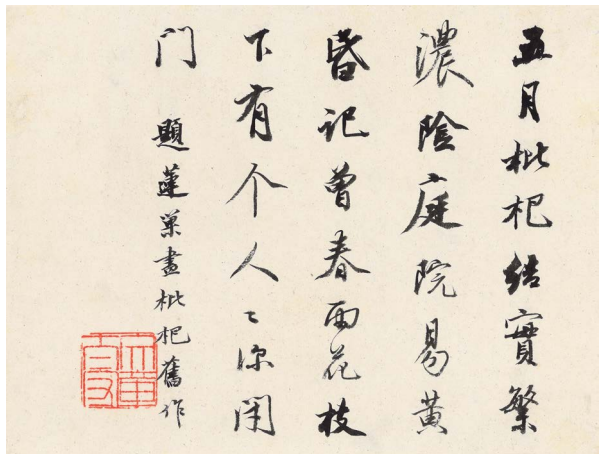 五月枇杷結實繁
濃陰庭院易黃
昏記曾春雨花枝
下有个人〻深閉
門 題蓮巢畫枇杷舊作